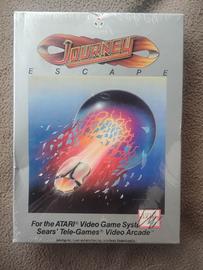 JOURNEY
ESCAPE
For the ATARI® Video Game System
Sears' Tele-Games® Video Arcade